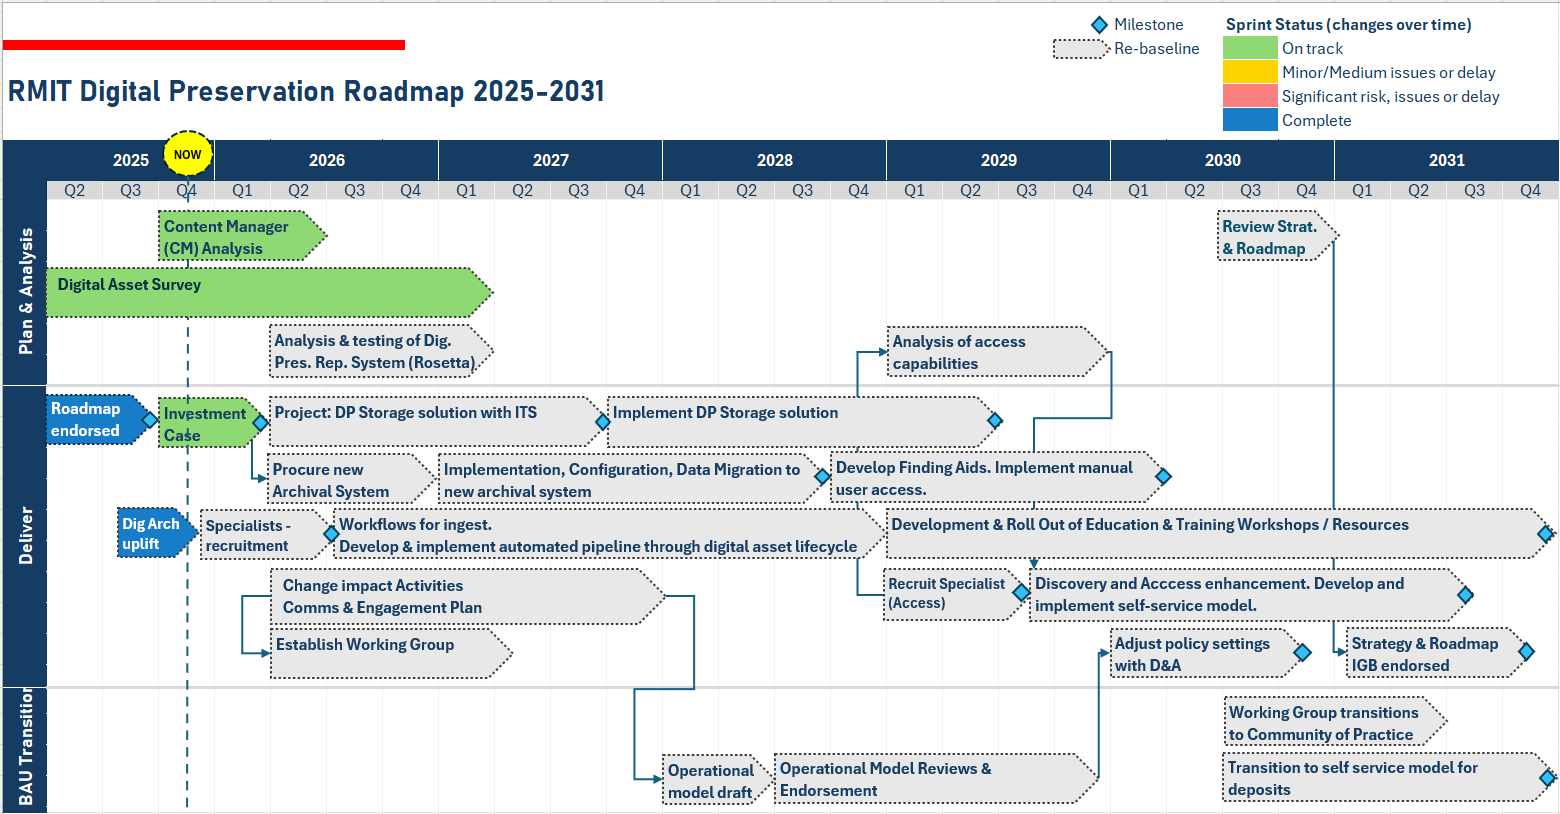 Milestone
Re-baseline
Sprint Status (changes over time)
On track
Minor/Medium issues or delay
Significant risk, issues or delay
Complete
RMIT Digital Preservation Roadmap 2025-2031
2025 NOW 2026 2027 2028 2029 2030 2031
Q2 Q3 Q4 Q1 Q2 Q3 Q4 Q1 Q2 Q3 Q4 Q1 Q2 Q3 Q4 Q1 Q2 Q3 Q4 Q1 Q2 Q3 Q4 Q1 Q2 Q3 Q4
Plan & Analysis
Content Manager
(CM) Analysis
Review Strat.
& Roadmap
Digital Asset Survey
Analysis & testing of Dig.
Pres. Rep. System (Rosetta)
Analysis of access
capabilities
Deliver
Roadmap
endorsed
Investment
Case
Project: DP Storage solution with ITS
Implement DP Storage solution
Procure new
Archival System
Implementation, Configuration, Data Migration to
new archival system
Develop Finding Aids. Implement manual
user access.
Dig Arch
uplift
Specialists -
recruitment
Workflows for ingest.
Develop & implement automated pipeline through digital asset lifecycle
Development & Roll Out of Education & Training Workshops / Resources
Change impact Activities
Comms & Engagement Plan
Recruit Specialist
(Access)
Discovery and Acccess enhancement. Develop and
implement self-service model.
Establish Working Group
Adjust policy settings
with D&A
Strategy & Roadmap
IGB endorsed
BAU Transition
Working Group transitions
to Community of Practice
Operational
model draft
Operational Model Reviews &
Endorsement
Transition to self service model for
deposits